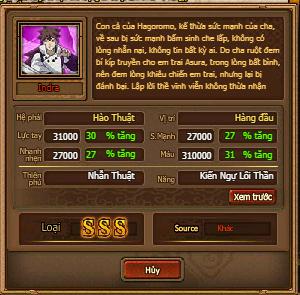 Con cả của Hagoromo, kế thừa sức mạnh của cha,
về sau bị sức mạnh bẩm sinh che lấp, không có
lòng nhẫn nại, không tin bất kỳ ai. Do cha ruột đem
bí kíp truyền cho em trai Asura, trong lòng bất bình,
nên đem lòng khiêu chiến em trai, nhưng lại bị
đánh bại. Lập lời thề vĩnh viễn không thừa nhận
Indra
Hệ phái Hào Thuật Vị trí Hàng đầu
Lực tay 31000 30 % tăng S.Mệnh 27000 27 % tăng
Nhanh nhẹn 27000 27 % tăng Máu 310000 31 % tăng
Thiên phú Nhẫn Thuật Năng Kiến Ngự Lôi Thần
Xem trước
Loại SSS Source Khác
Hủy